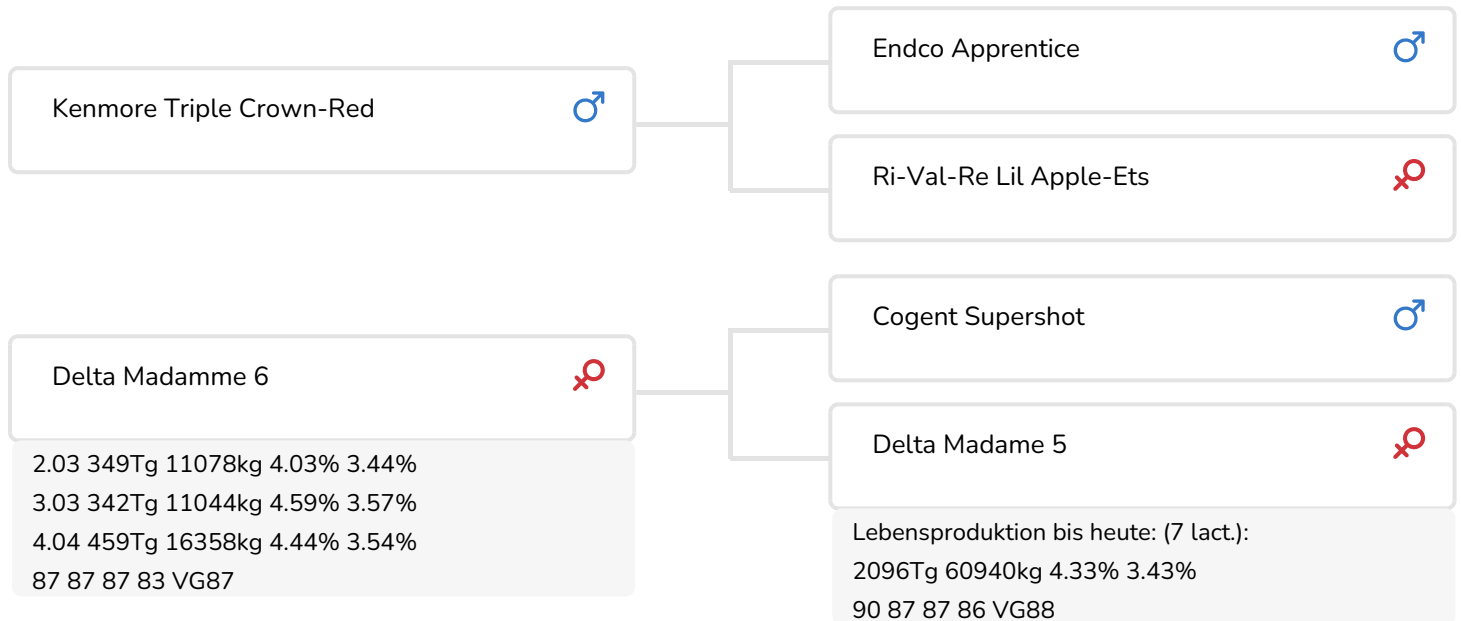 Endco Apprentice
Kenmore Triple Crown-Red
Ri-Val-Re Lil Apple-Ets
Cogent Supershot
Delta Madamme 6
Delta Madame 5
2.03 349Tg 11078kg 4.03% 3.44%
3.03 342Tg 11044kg 4.59% 3.57%
4.04 459Tg 16358kg 4.44% 3.54%
87 87 87 83 VG87
Lebensproduktion bis heute: (7 lact.):
2096Tg 60940kg 4.33% 3.43%
90 87 87 86 VG88